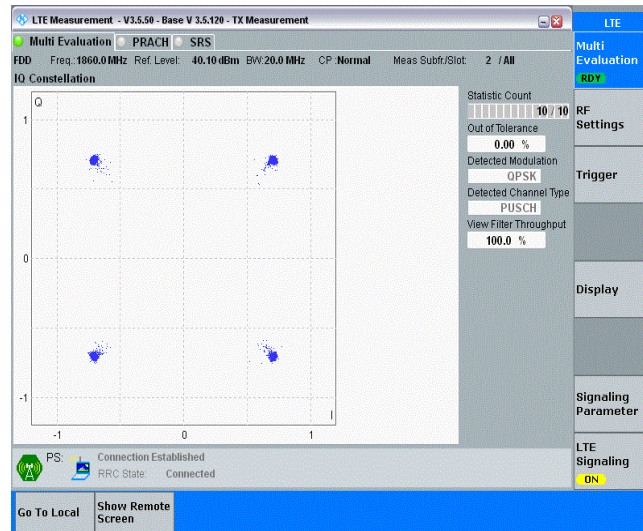 LTE Measurement - V3.5.50 - Base V 3.5.120 - TX Measurement
LTE
Multi Evaluation PRACH SRS
Multi
Evaluation
RDY
FDD Freq.: 1860.0 MHz Ref. Level: 40.10 dBm BW: 20.0 MHz CP : Normal Meas Subfr./Slot: 2 / All
IQ Constellation
Q
1
0
-1
-1 0 1
I
Statistic Count
10 / 10
Out of Tolerance
0.00 %
Detected Modulation
QPSK
Detected Channel Type
PUSCH
View Filter Throughput
100.0 %
RF
Settings
Trigger
Display
Signaling
Parameter
LTE
Signaling
ON
PS: Connection Established
RRC State: Connected
Go To Local
Show Remote
Screen